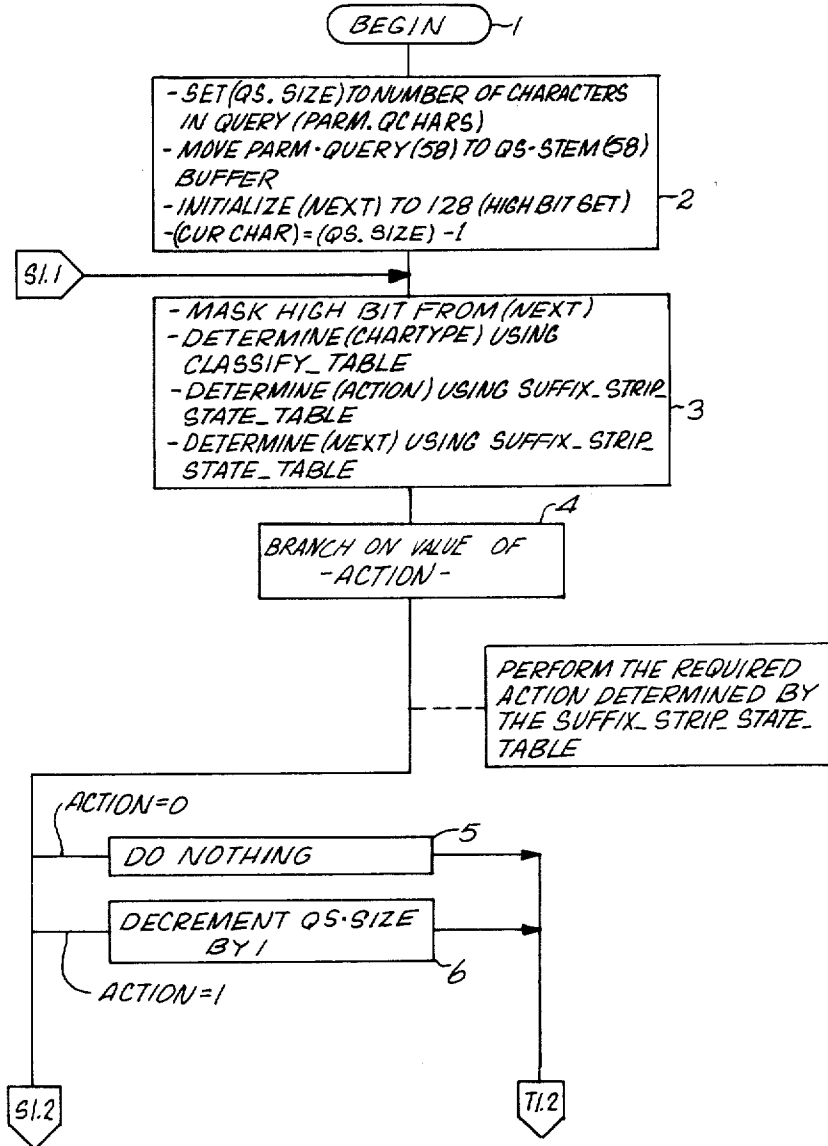 BEGIN
1
- SET (QS. SIZE) TO NUMBER OF CHARACTERS
IN QUERY (PARM. QCHARS)
- MOVE PARM·QUERY(58) TO QS·STEM(58)
BUFFER
- INITIALIZE (NEXT) TO 128 (HIGH BIT SET)
- (CUR CHAR) = (QS. SIZE) - 1
2
S1.1
- MASK HIGH BIT FROM (NEXT)
- DETERMINE (CHARTYPE) USING
CLASSIFY_TABLE
- DETERMINE (ACTION) USING SUFFIX_STRIP_
STATE_TABLE
- DETERMINE (NEXT) USING SUFFIX_STRIP_
STATE_TABLE
3
4
BRANCH ON VALUE OF
- ACTION -
PERFORM THE REQUIRED
ACTION DETERMINED BY
THE SUFFIX_STRIP_STATE_
TABLE
ACTION=0
5
DO NOTHING
DECREMENT QS·SIZE
BY 1
6
ACTION=1
S1.2
T1.2